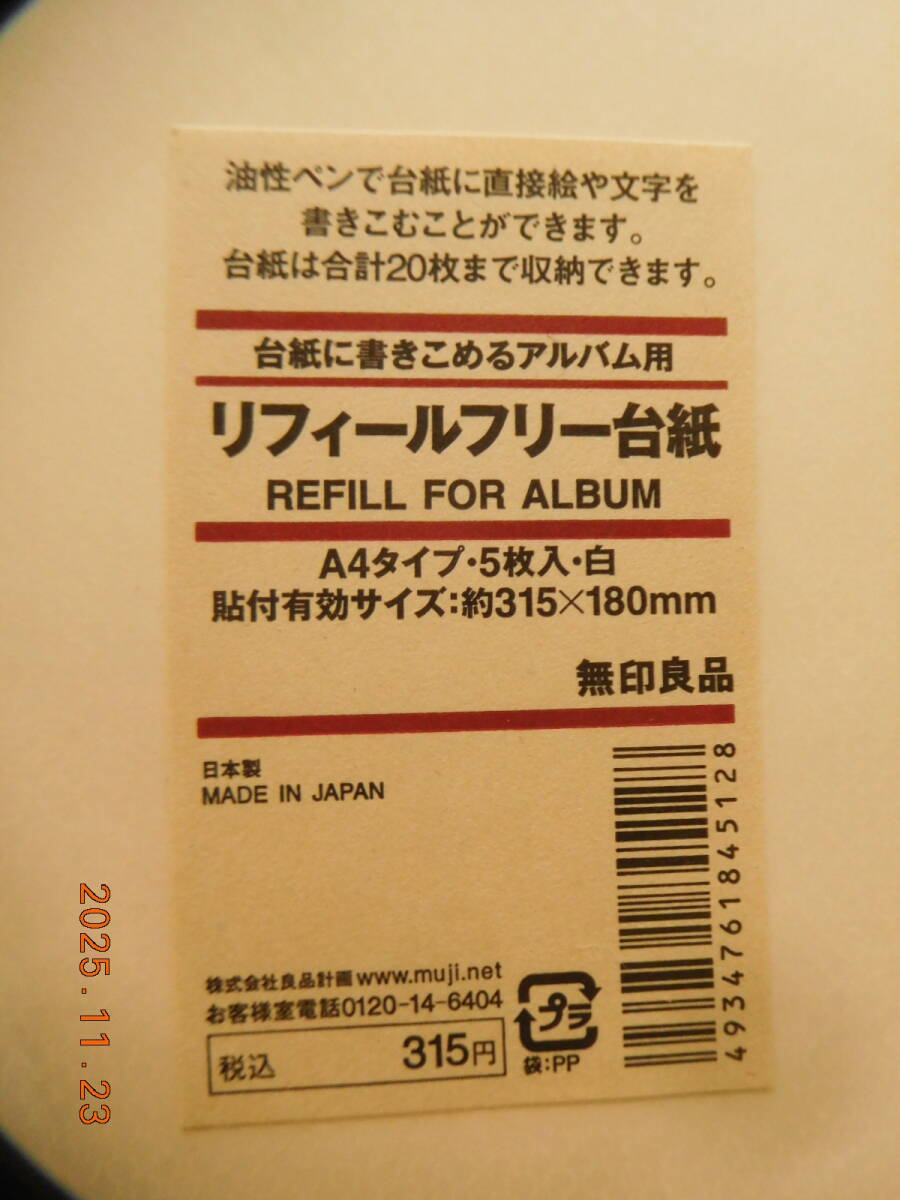 油性ペンで台紙に直接絵や文字を
書きこむことができます。
台紙は合計20枚まで収納できます。
台紙に書きこめるアルバム用
リフィールフリー台紙
REFILL FOR ALBUM
A4タイプ・5枚入・白
貼付有効サイズ:約315×180mm
無印良品
日本製
MADE IN JAPAN
4934761845128
株式会社良品計画 www.muji.net
お客様室電話0120-14-6404
税込 315円
プラ
袋:PP
2025.11.23